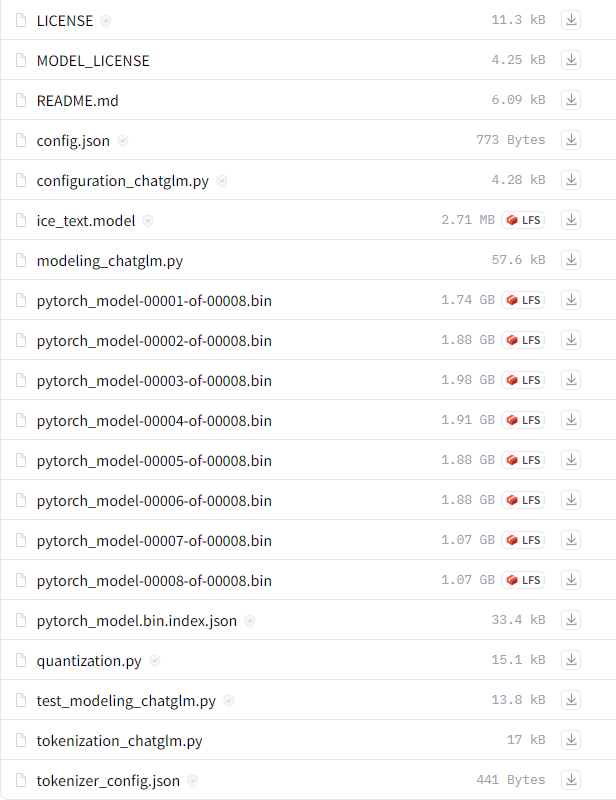 LICENSE 11.3 kB
MODEL_LICENSE 4.25 kB
README.md 6.09 kB
config.json 773 Bytes
configuration_chatglm.py 4.28 kB
ice_text.model 2.71 MB LFS
modeling_chatglm.py 57.6 kB
pytorch_model-00001-of-00008.bin 1.74 GB LFS
pytorch_model-00002-of-00008.bin 1.88 GB LFS
pytorch_model-00003-of-00008.bin 1.98 GB LFS
pytorch_model-00004-of-00008.bin 1.91 GB LFS
pytorch_model-00005-of-00008.bin 1.88 GB LFS
pytorch_model-00006-of-00008.bin 1.88 GB LFS
pytorch_model-00007-of-00008.bin 1.07 GB LFS
pytorch_model-00008-of-00008.bin 1.07 GB LFS
pytorch_model.bin.index.json 33.4 kB
quantization.py 15.1 kB
test_modeling_chatglm.py 13.8 kB
tokenization_chatglm.py 17 kB
tokenizer_config.json 441 Bytes